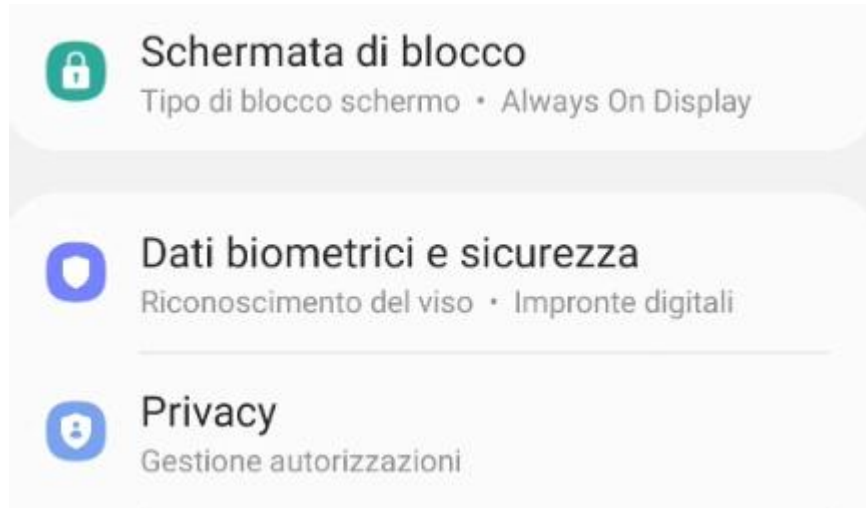 Schermata di blocco
Tipo di blocco schermo • Always On Display
Dati biometrici e sicurezza
Riconoscimento del viso • Impronte digitali
Privacy
Gestione autorizzazioni